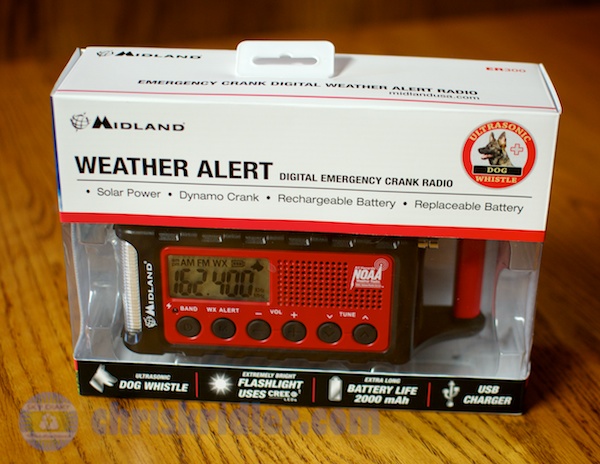 MIDLAND
EMERGENCY CRANK DIGITAL WEATHER ALERT RADIO
ER300
midlandusa.com
MIDLAND
WEATHER ALERT DIGITAL EMERGENCY CRANK RADIO
• Solar Power • Dynamo Crank • Rechargeable Battery • Replaceable Battery
ULTRASONIC
DOG
WHISTLE
MIDLAND
AM FM WX
162.400
NOAA
BAND WX ALERT − VOL + TUNE
ULTRASONIC
DOG WHISTLE
EXTREMELY BRIGHT
FLASHLIGHT
USES CREE LEDs
EXTRA LONG
BATTERY LIFE
2000 mAh
USB
CHARGER
chriskridler.com